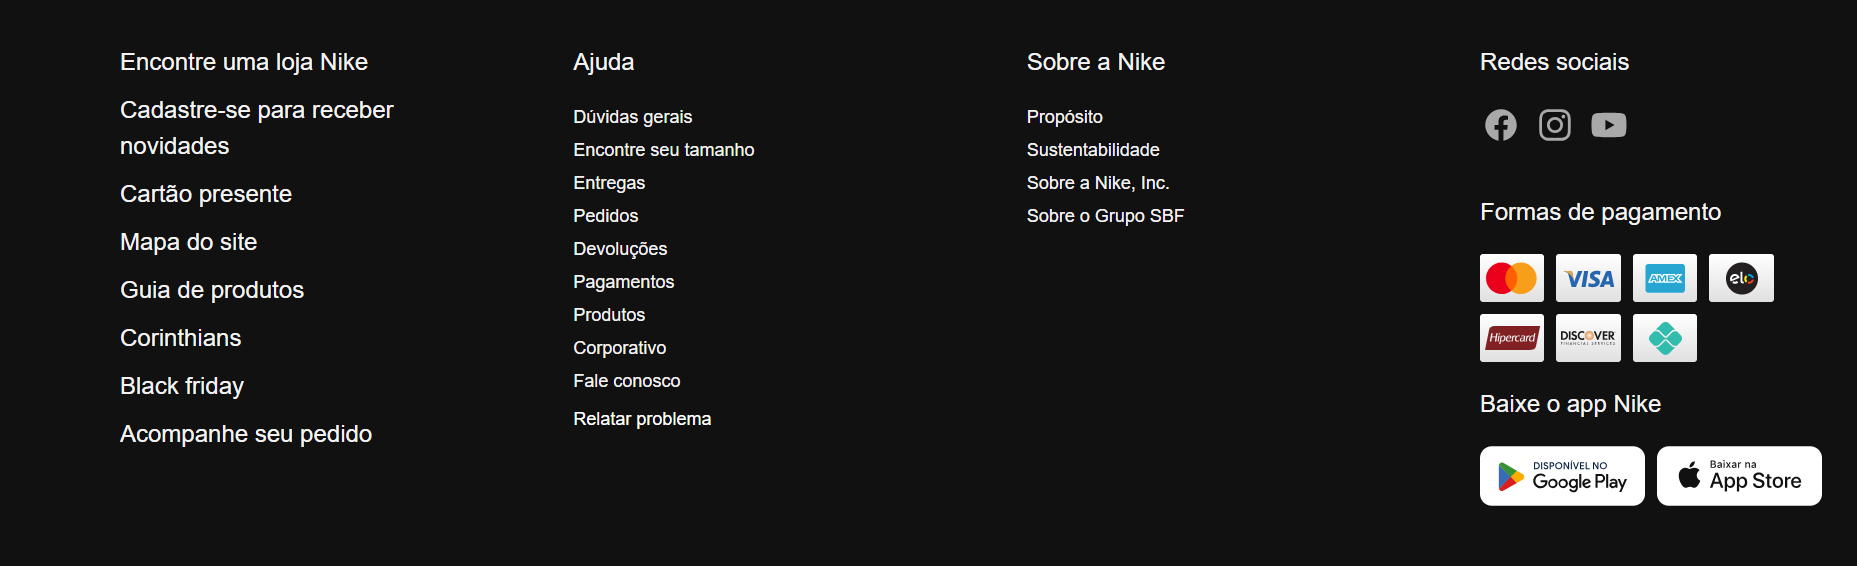 Encontre uma loja Nike
Cadastre-se para receber
novidades
Cartão presente
Mapa do site
Guia de produtos
Corinthians
Black friday
Acompanhe seu pedido
Ajuda
Dúvidas gerais
Encontre seu tamanho
Entregas
Pedidos
Devoluções
Pagamentos
Produtos
Corporativo
Fale conosco
Relatar problema
Sobre a Nike
Propósito
Sustentabilidade
Sobre a Nike, Inc.
Sobre o Grupo SBF
Redes sociais
Formas de pagamento
VISA
AMEX
elo
Hipercard
DISCOVER
FINANCIAL SERVICES
Baixe o app Nike
DISPONÍVEL NO
Google Play
Baixar na
App Store